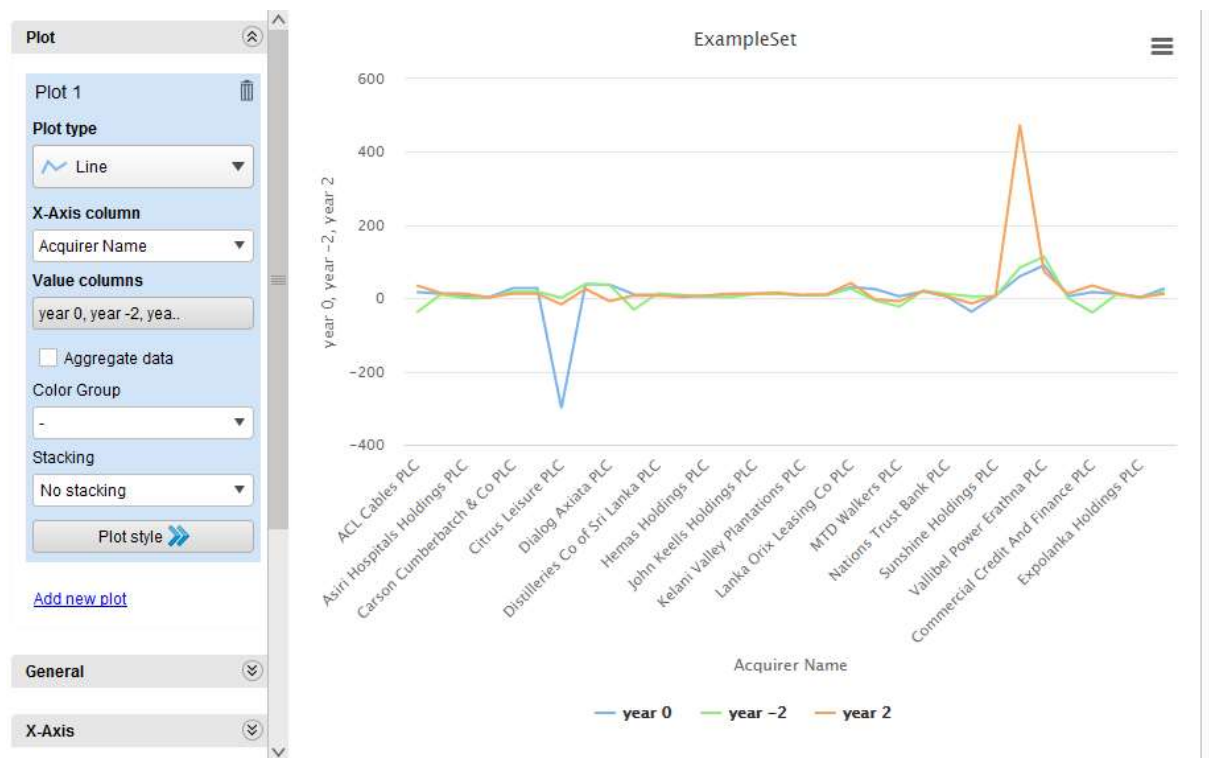 Plot
Plot 1
Plot type
Line
X-Axis column
Acquirer Name
Value columns
year 0, year -2, yea..
Aggregate data
Color Group
-
Stacking
No stacking
Plot style
Add new plot
General
X-Axis
ExampleSet
year 0, year -2, year 2
600
400
200
0
-200
-400
ACL Cables PLC
Asiri Hospitals Holdings PLC
Carson Cumberbatch & Co PLC
Citrus Leisure PLC
Dialog Axiata PLC
Distilleries Co of Sri Lanka PLC
Hemas Holdings PLC
John Keells Holdings PLC
Kelani Valley Plantations PLC
Lanka Orix Leasing Co PLC
MTD Walkers PLC
Nations Trust Bank PLC
Sunshine Holdings PLC
Vallibel Power Erathna PLC
Commercial Credit And Finance PLC
Expolanka Holdings PLC
Acquirer Name
year 0 year -2 year 2